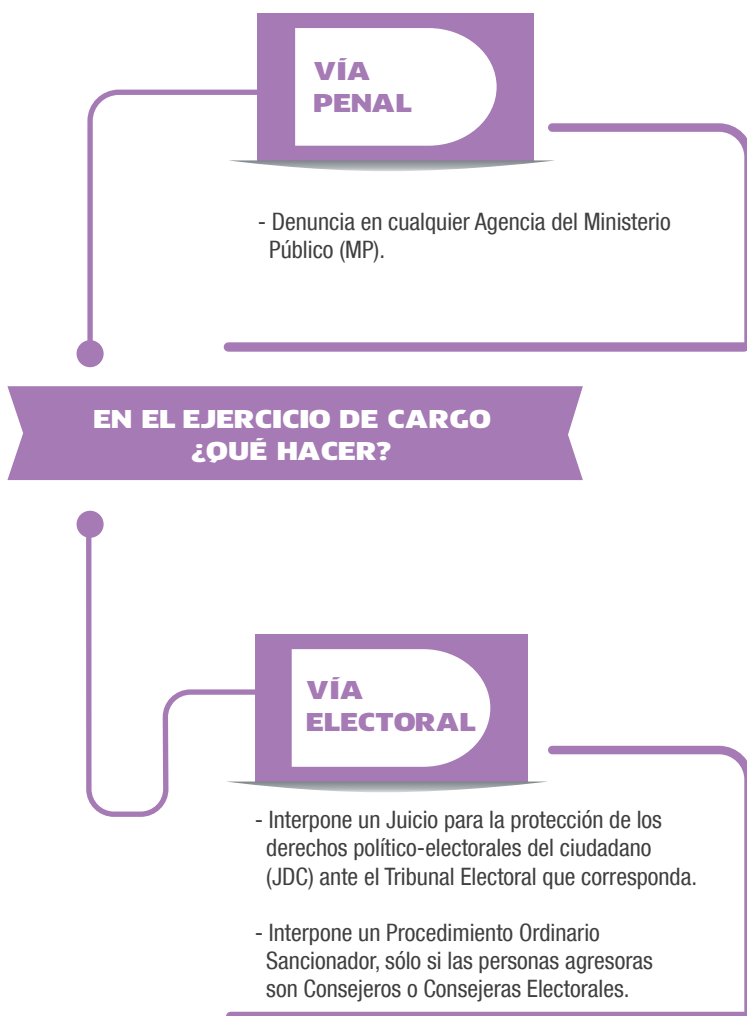 VÍA
PENAL
- Denuncia en cualquier Agencia del Ministerio
Público (MP).
EN EL EJERCICIO DE CARGO
¿QUÉ HACER?
VÍA
ELECTORAL
- Interpone un Juicio para la protección de los
derechos político-electorales del ciudadano
(JDC) ante el Tribunal Electoral que corresponda.
- Interpone un Procedimiento Ordinario
Sancionador, sólo si las personas agresoras
son Consejeros o Consejeras Electorales.